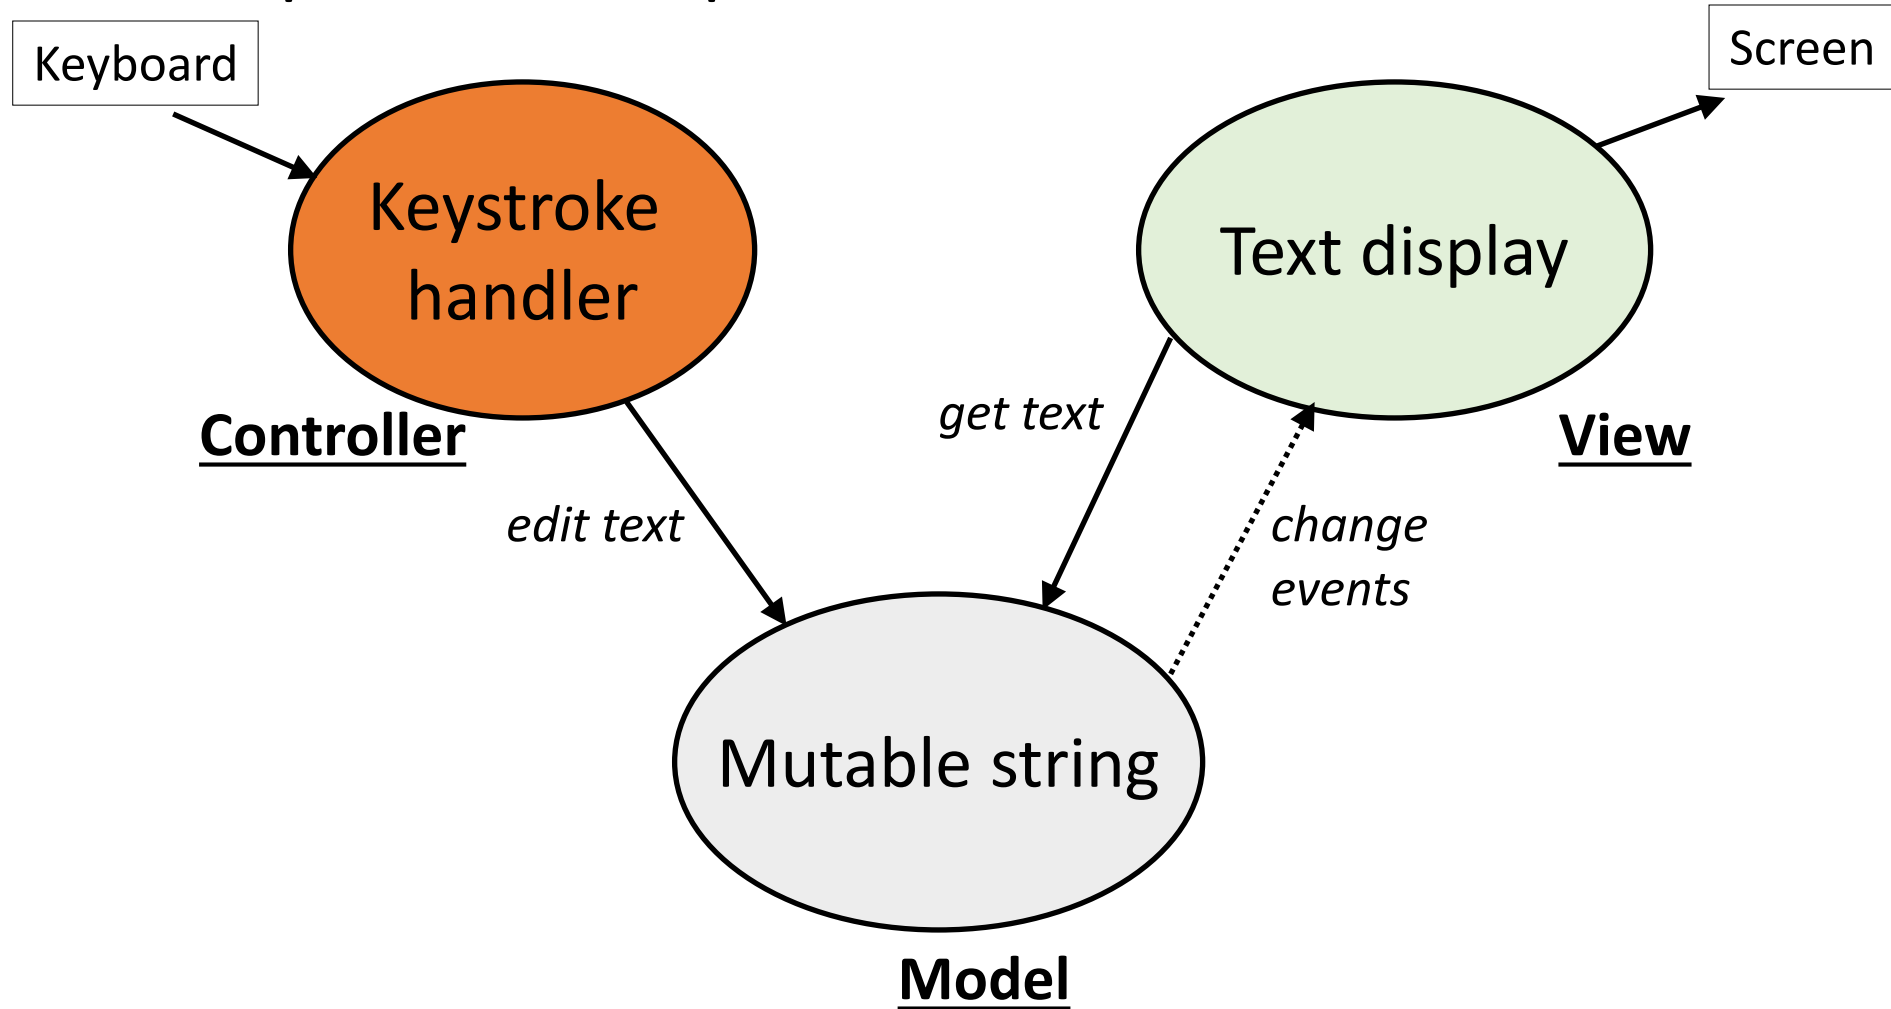 Keyboard
Screen
Keystroke
handler
Text display
Controller
get text
View
edit text
change
events
Mutable string
Model